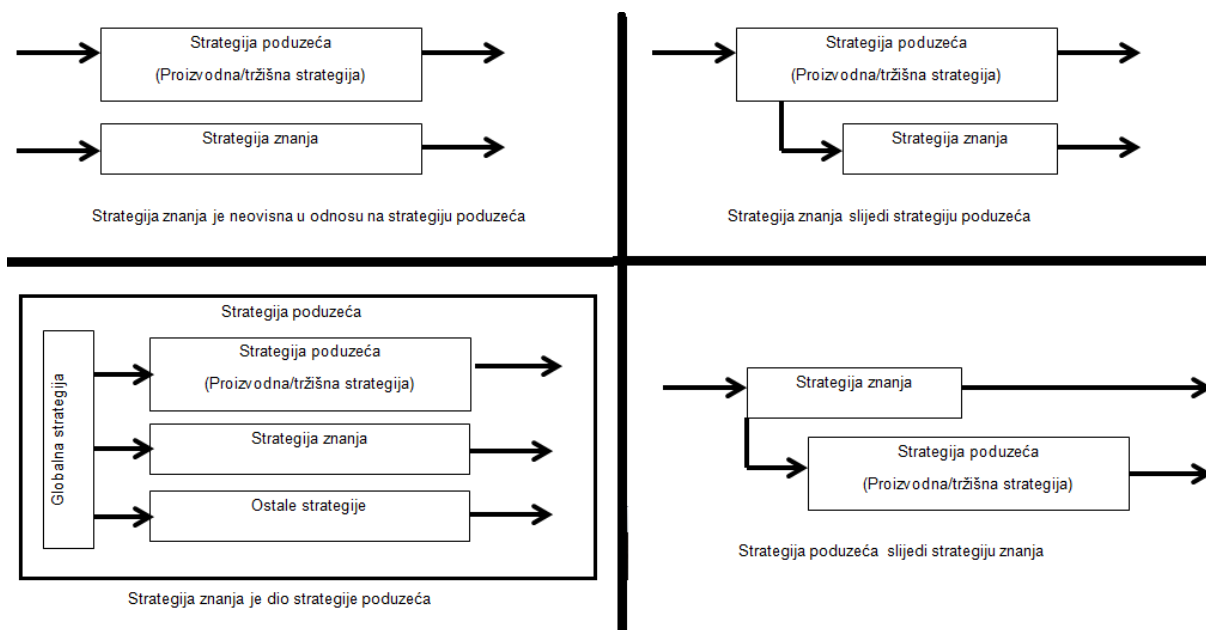 Strategija poduzeća
(Proizvodna/tržišna strategija)
Strategija znanja
Strategija znanja je neovisna u odnosu na strategiju poduzeća
Strategija poduzeća
(Proizvodna/tržišna strategija)
Strategija znanja
Strategija znanja slijedi strategiju poduzeća
Strategija poduzeća
Globalna strategija
Strategija poduzeća
(Proizvodna/tržišna strategija)
Strategija znanja
Ostale strategije
Strategija znanja je dio strategije poduzeća
Strategija znanja
Strategija poduzeća
(Proizvodna/tržišna strategija)
Strategija poduzeća slijedi strategiju znanja